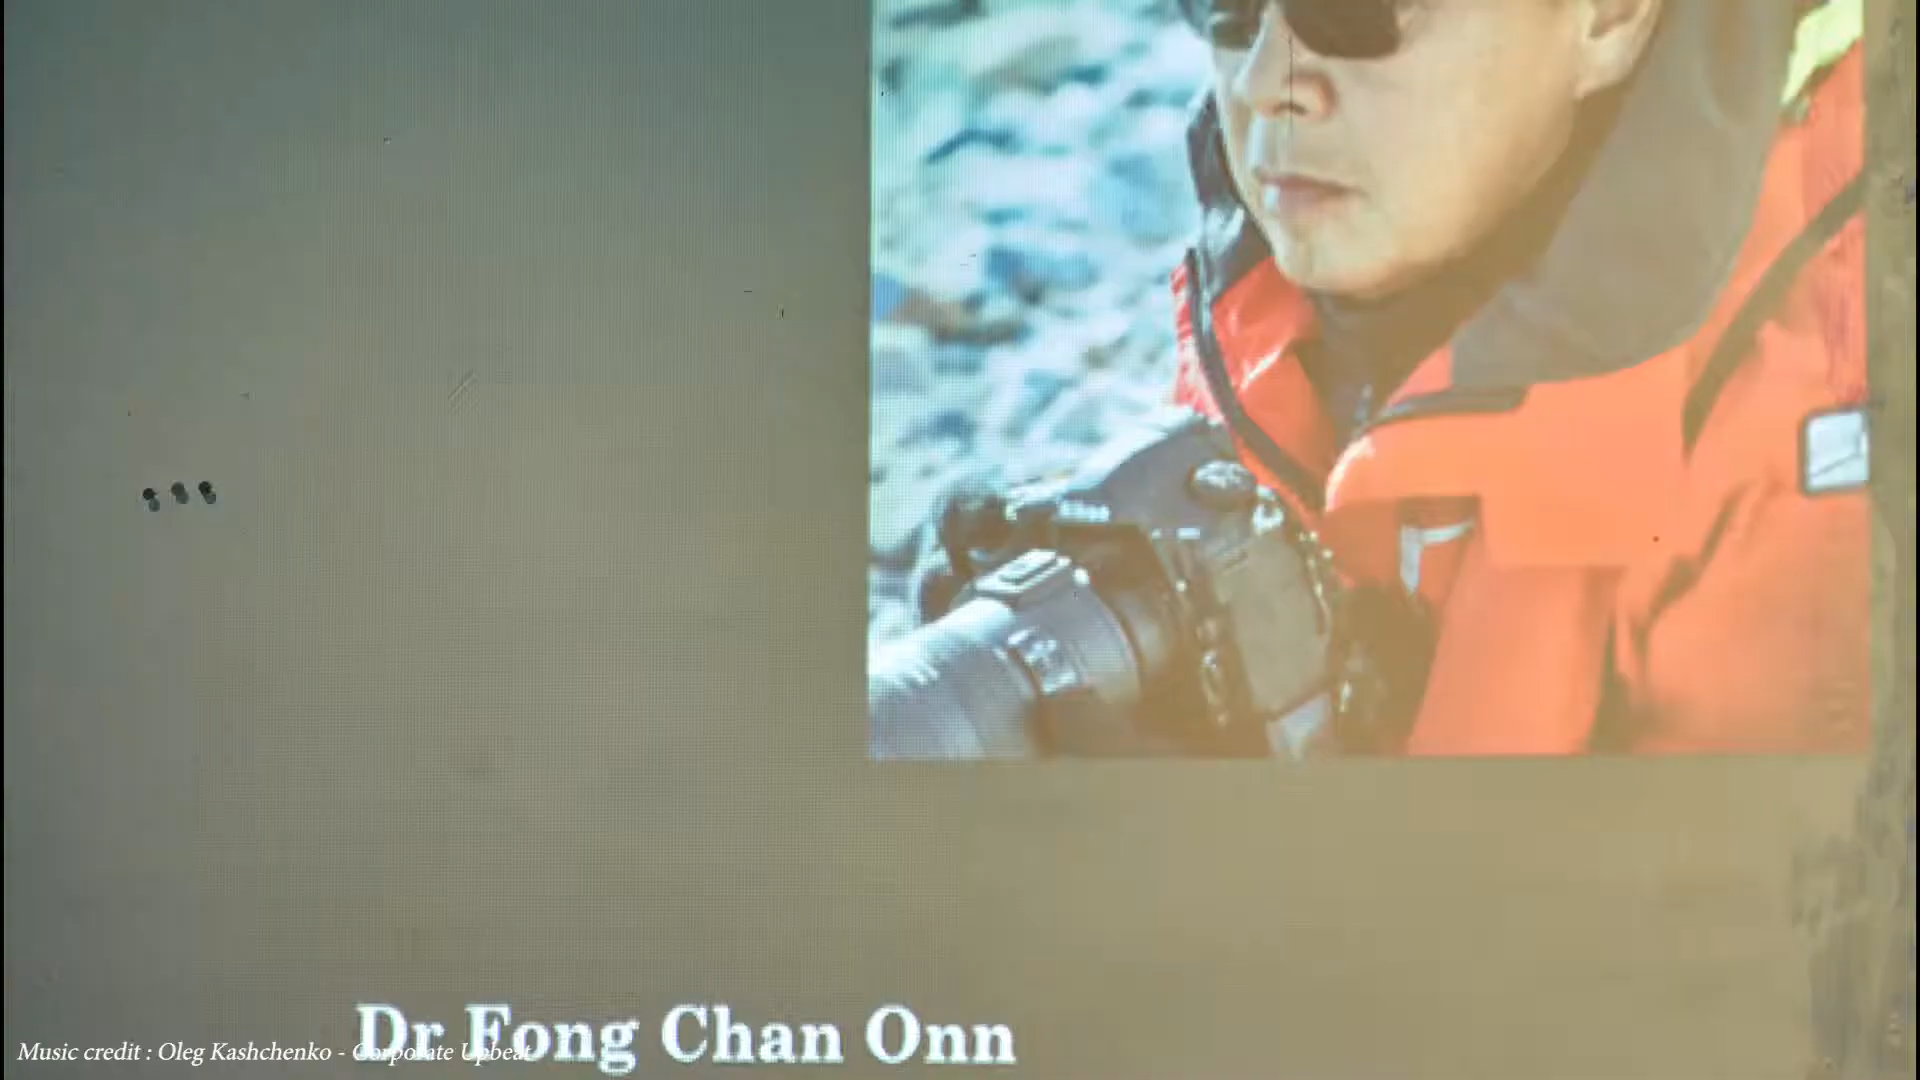 Dr Fong Chan Onn
Music credit : Oleg Kashchenko - Corporate Upbeat